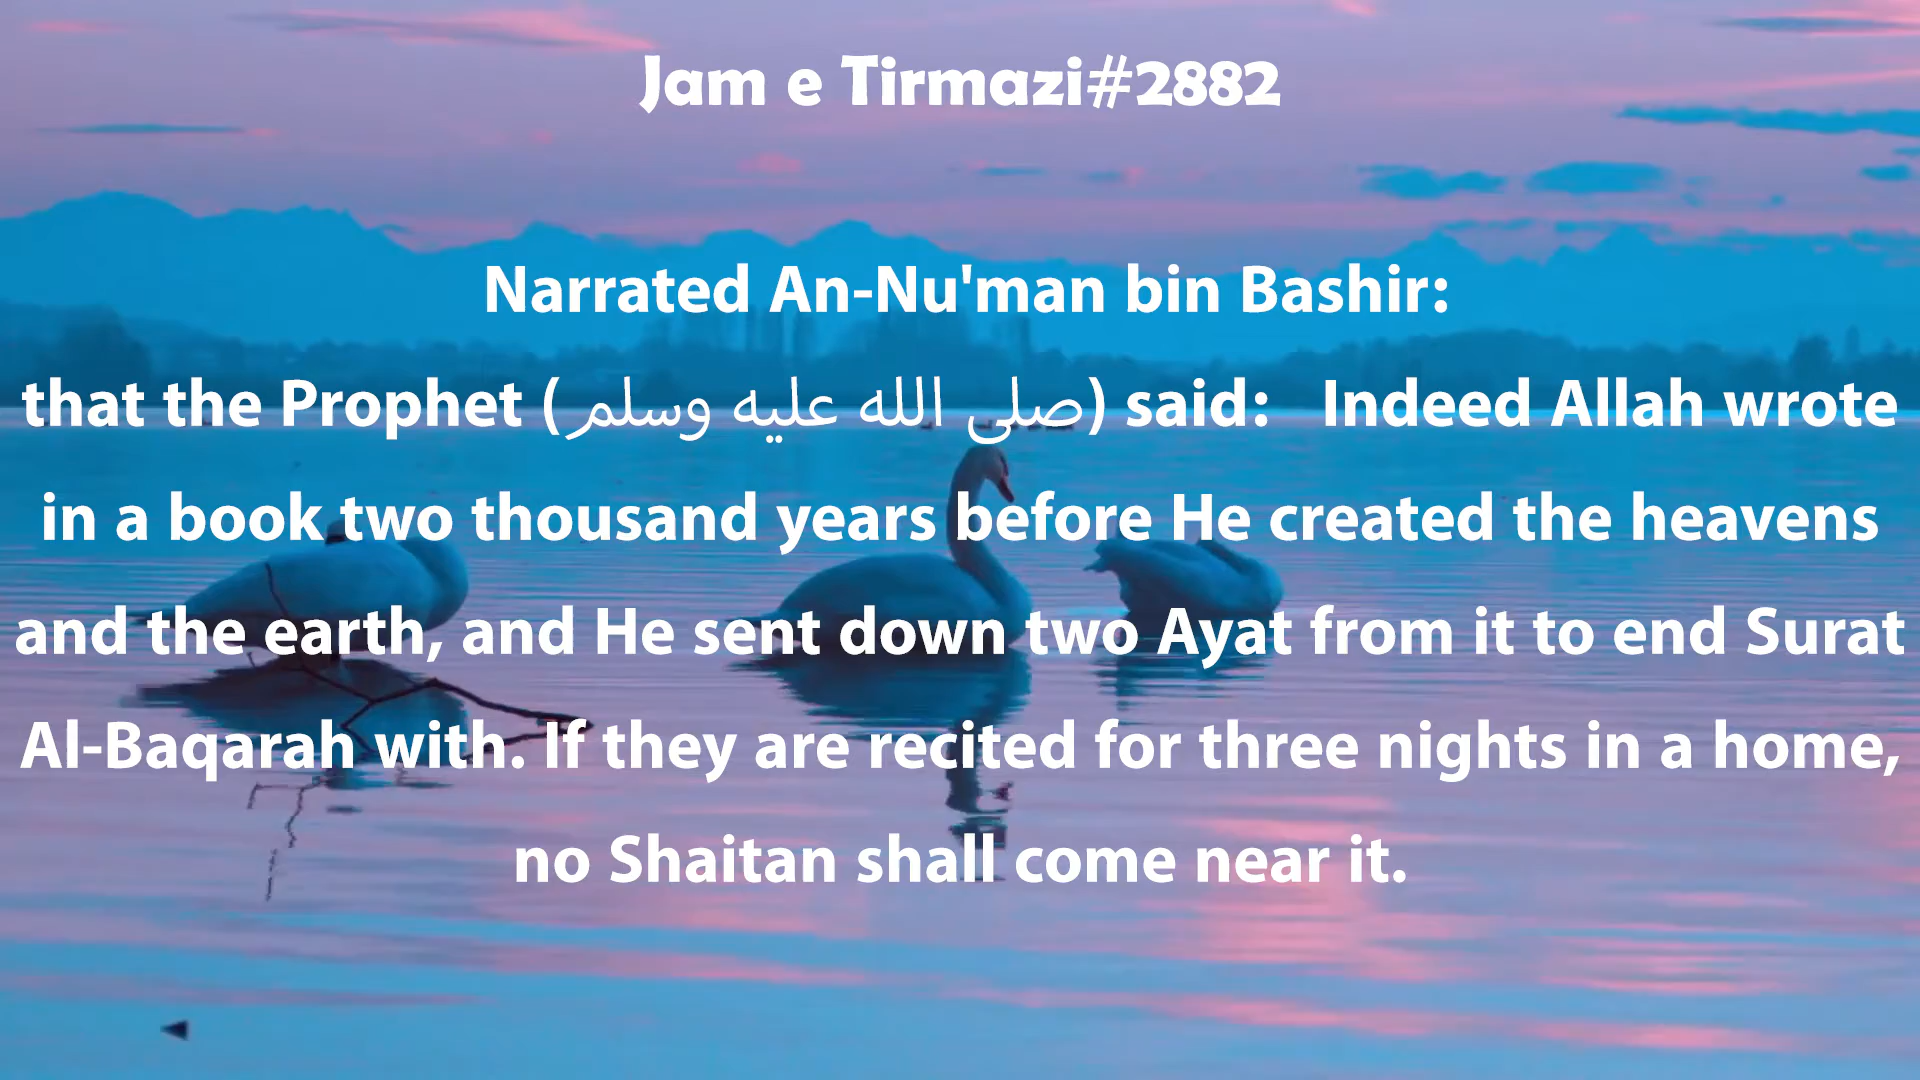 Jam e Tirmazi#2882
Narrated An-Nu'man bin Bashir:
that the Prophet (صلى الله عليه وسلم) said:   Indeed Allah wrote
in a book two thousand years before He created the heavens
and the earth, and He sent down two Ayat from it to end Surat
Al-Baqarah with. If they are recited for three nights in a home,
no Shaitan shall come near it.